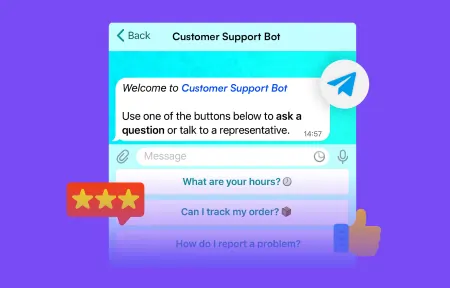 Back
Customer Support Bot
Welcome to Customer Support Bot
Use one of the buttons below to ask a
question or talk to a representative.
14:57
Message
What are your hours?
Can I track my order?
How do I report a problem?